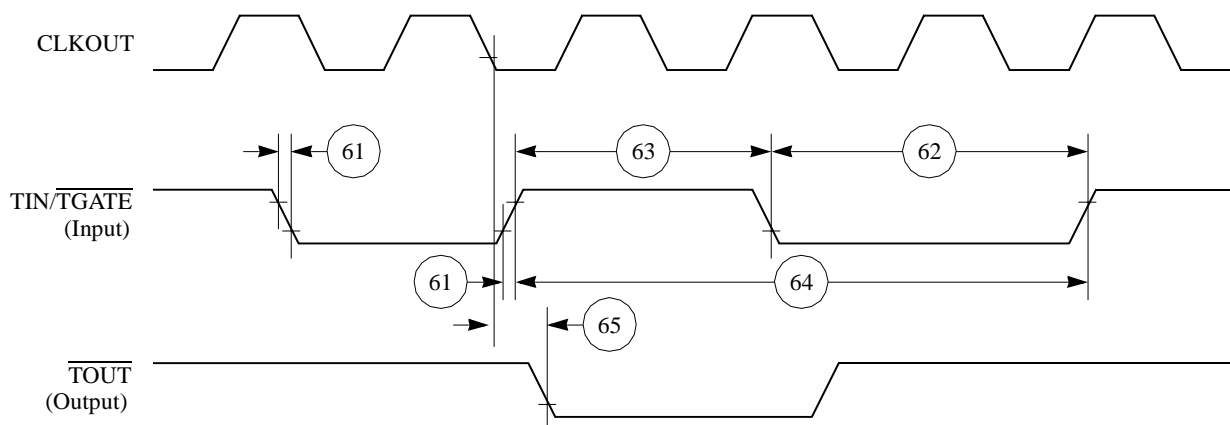 CLKOUT
61
63
62
TIN/TGATE
(Input)
61
64
65
TOUT
(Output)